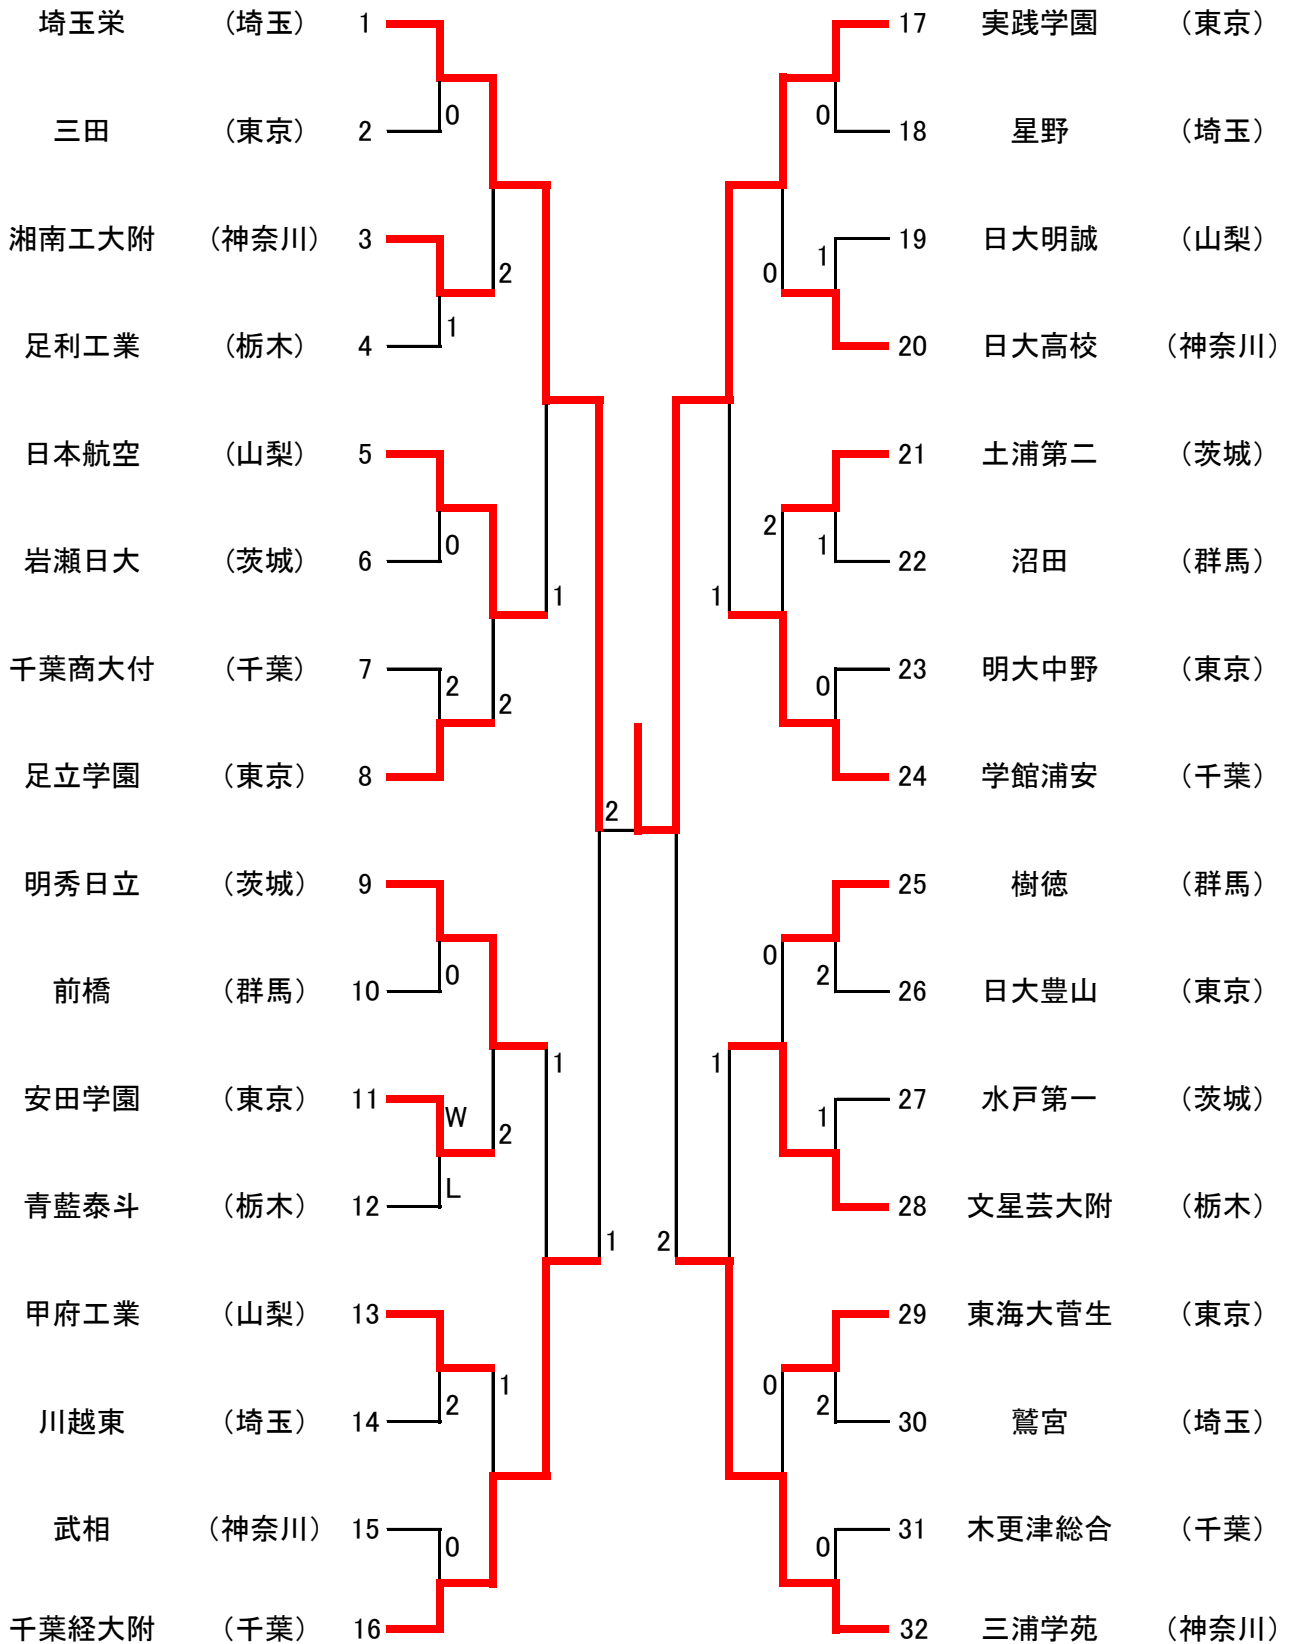 埼玉栄 （埼玉） 1 17 実践学園 （東京）
0 0
三田 （東京） 2 18 星野 （埼玉）
湘南工大附 （神奈川） 3 19 日大明誠 （山梨）
1
2 0
1
足利工業 （栃木） 4 20 日大高校 （神奈川）
日本航空 （山梨） 5 21 土浦第二 （茨城）
2
0 1
岩瀬日大 （茨城） 6 22 沼田 （群馬）
1 1
千葉商大付 （千葉） 7 23 明大中野 （東京）
2 0
2
足立学園 （東京） 8 24 学館浦安 （千葉）
2
明秀日立 （茨城） 9 25 樹徳 （群馬）
0
0 2
前橋 （群馬） 10 26 日大豊山 （東京）
1 1
安田学園 （東京） 11 27 水戸第一 （茨城）
W 1
2
L
青藍泰斗 （栃木） 12 28 文星芸大附 （栃木）
1 2
甲府工業 （山梨） 13 29 東海大菅生 （東京）
1 0
2 2
川越東 （埼玉） 14 30 鷲宮 （埼玉）
武相 （神奈川） 15 31 木更津総合 （千葉）
0 0
千葉経大附 （千葉） 16 32 三浦学苑 （神奈川）